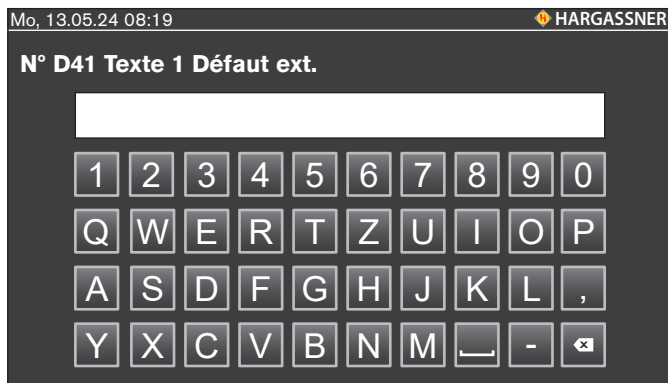 Mo, 13.05.24 08:19 HARGASSNER
N° D41 Texte 1 Défaut ext.
1 2 3 4 5 6 7 8 9 0
Q W E R T Z U I O P
A S D F G H J K L ,
Y X C V B N M -